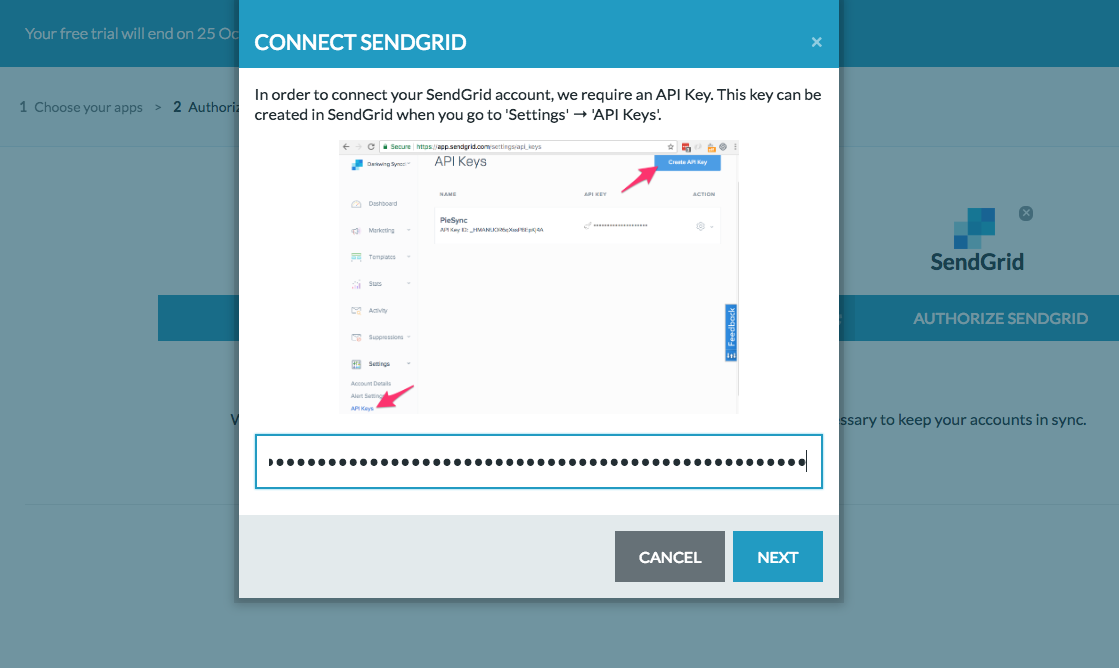 Your free trial will end on 25 Oc
CONNECT SENDGRID
×
1 Choose your apps > 2 Authoriz
In order to connect your SendGrid account, we require an API Key. This key can be
created in SendGrid when you go to 'Settings' → 'API Keys'.
Secure https://app.sendgrid.com/settings/api_keys
Darkwing Sync
API Keys
Create API Key
NAME API KEY ACTION
Dashboard
PieSync
API Key ID:
Marketing
Templates
Stats
Activity
Suppressions
Settings
Account Details
Alert Settings
API Keys
Feedback
SendGrid
AUTHORIZE SENDGRID
W
ssary to keep your accounts in sync.
CANCEL
NEXT